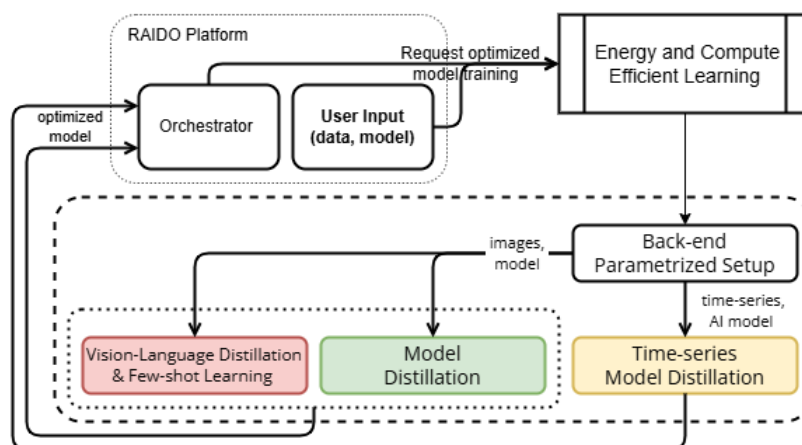 RAIDO Platform
Orchestrator
User Input
(data, model)
Request optimized
model training
Energy and Compute
Efficient Learning
optimized
model
Back-end
Parametrized Setup
images,
model
time-series,
AI model
Vision-Language Distillation
& Few-shot Learning
Model
Distillation
Time-series
Model Distillation